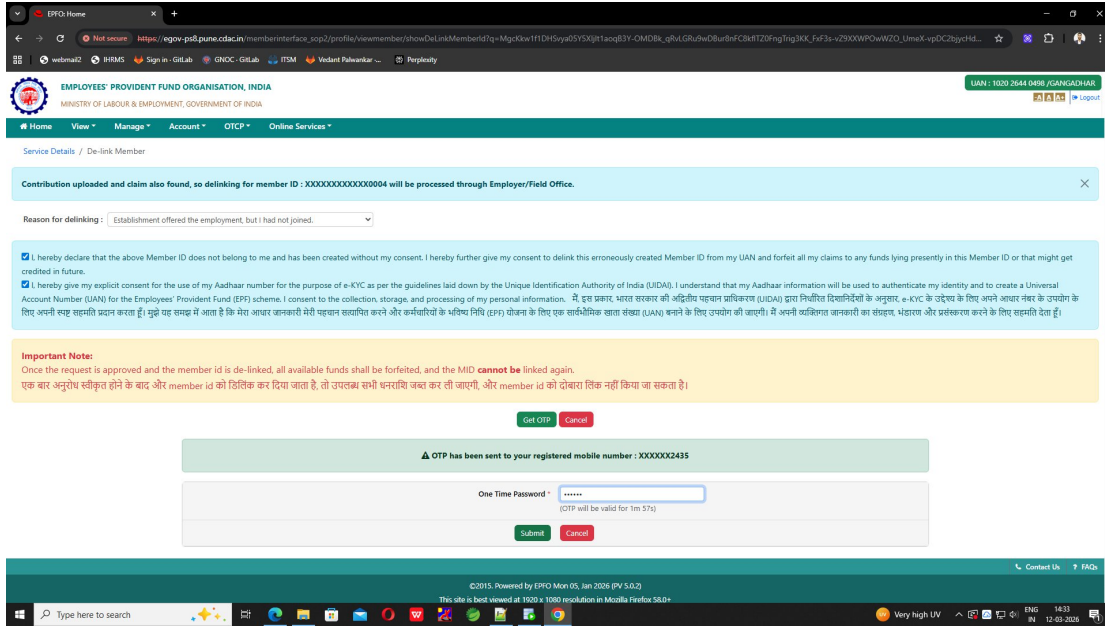 EPFO: Home
Not secure https://egov-ps8.pune.cdac.in/memberinterface_sop2/profile/viewmember/showDeLinkMemberId?q=
webmail2 IHRMS Sign in · GitLab GNOC · GitLab ITSM Vedant Palwankar -... Perplexity
EMPLOYEES' PROVIDENT FUND ORGANISATION, INDIA
MINISTRY OF LABOUR & EMPLOYMENT, GOVERNMENT OF INDIA
UAN : 1020 2644 0498 /GANGADHAR
-A A A+ Logout
Home View Manage Account OTCP Online Services
Service Details / De-link Member
Contribution uploaded and claim also found, so delinking for member ID : XXXXXXXXXXXX0004 will be processed through Employer/Field Office.
Reason for delinking : Establishment offered the employment, but I had not joined.
I, hereby declare that the above Member ID does not belong to me and has been created without my consent. I hereby further give my consent to delink this erroneously created Member ID from my UAN and forfeit all my claims to any funds lying presently in this Member ID or that might get
credited in future.
I, hereby give my explicit consent for the use of my Aadhaar number for the purpose of e-KYC as per the guidelines laid down by the Unique Identification Authority of India (UIDAI). I understand that my Aadhaar information will be used to authenticate my identity and to create a Universal
Account Number (UAN) for the Employees' Provident Fund (EPF) scheme. I consent to the collection, storage, and processing of my personal information. मैं, इस प्रकार, भारत सरकार की अद्वितीय पहचान प्राधिकरण (UIDAI) द्वारा निर्धारित दिशानिर्देशों के अनुसार, e-KYC के उद्देश्य के लिए अपने आधार नंबर के उपयोग के
लिए अपनी स्पष्ट सहमति प्रदान करता हूँ। मुझे यह समझ में आता है कि मेरा आधार जानकारी मेरी पहचान सत्यापित करने और कर्मचारियों के भविष्य निधि (EPF) योजना के लिए एक सार्वभौमिक खाता संख्या (UAN) बनाने के लिए उपयोग की जाएगी। मैं अपनी व्यक्तिगत जानकारी का संग्रहण, भंडारण और प्रसंस्करण करने के लिए सहमति देता हूँ।
Important Note:
Once the request is approved and the member id is de-linked, all available funds shall be forfeited, and the MID cannot be linked again.
एक बार अनुरोध स्वीकृत होने के बाद और member id को डिलिंक कर दिया जाता है, तो उपलब्ध सभी धनराशि जब्त कर ली जाएगी, और member id को दोबारा लिंक नहीं किया जा सकता है।
Get OTP Cancel
OTP has been sent to your registered mobile number : XXXXXX2435
One Time Password *
(OTP will be valid for 1m 57s)
Submit Cancel
Contact Us ? FAQs
©2015. Powered by EPFO Mon 05, Jan 2026 (PV 5.0.2)
This site is best viewed at 1920 x 1080 resolution in Mozilla Firefox 58.0+
Type here to search
Very high UV
ENG 14:33
IN 12-03-2026